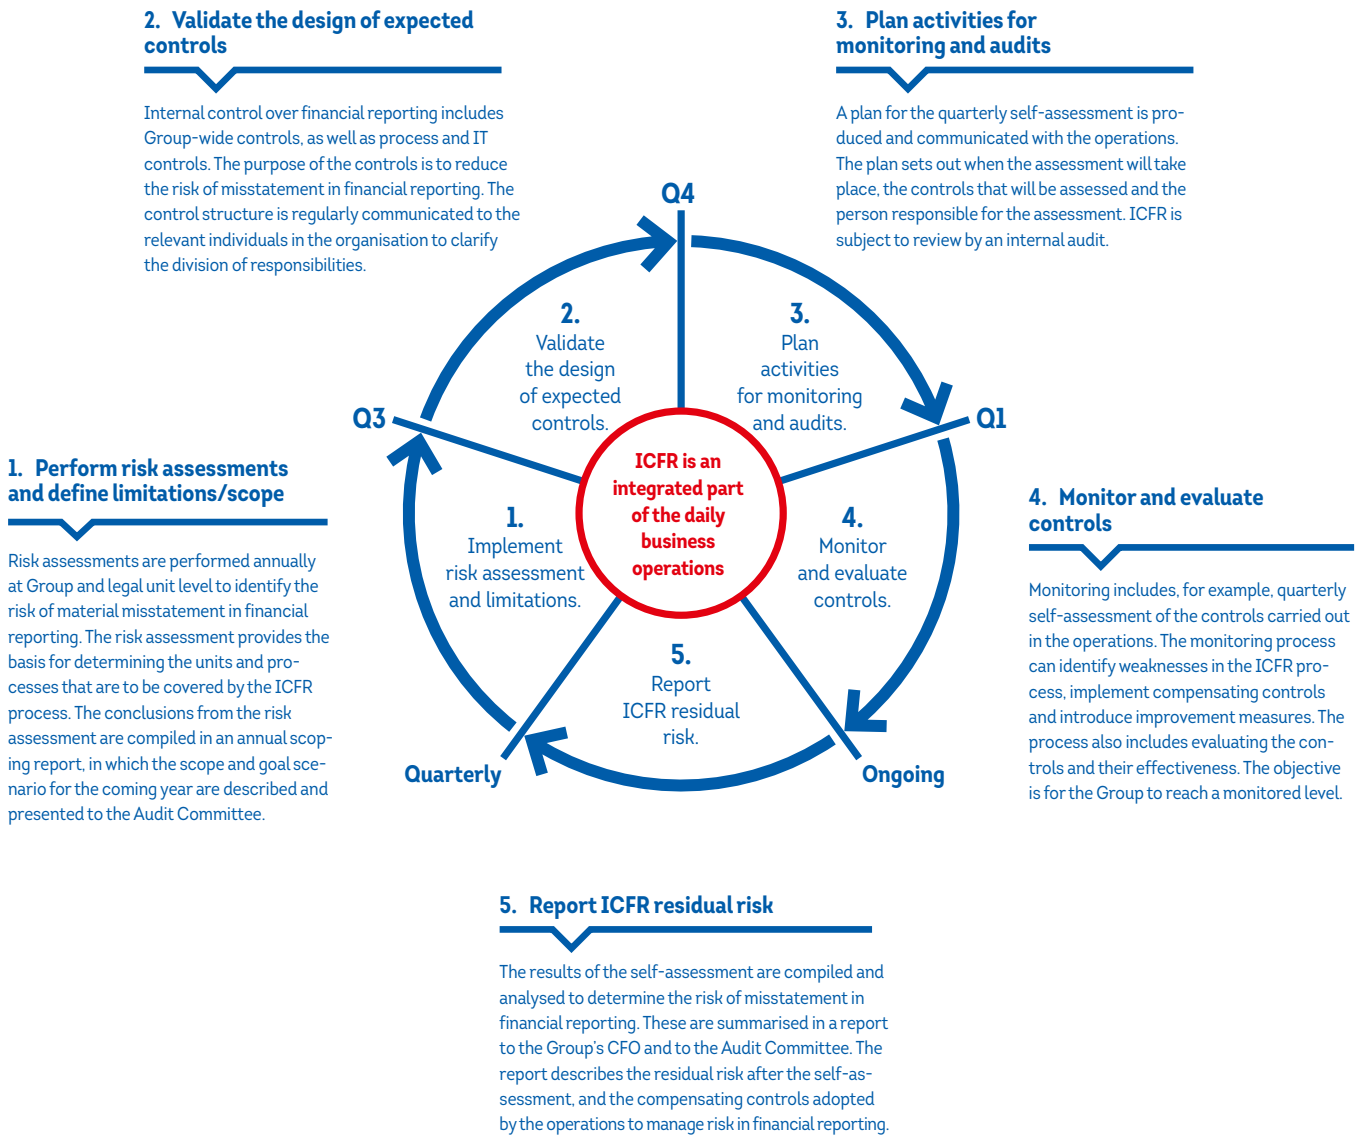 2. Validate the design of expected
controls
Internal control over financial reporting includes
Group-wide controls, as well as process and IT
controls. The purpose of the controls is to reduce
the risk of misstatement in financial reporting. The
control structure is regularly communicated to the
relevant individuals in the organisation to clarify
the division of responsibilities.
3. Plan activities for
monitoring and audits
A plan for the quarterly self-assessment is pro-
duced and communicated with the operations.
The plan sets out when the assessment will take
place, the controls that will be assessed and the
person responsible for the assessment. ICFR is
subject to review by an internal audit.
Q4
2.
Validate
the design
of expected
controls.
3.
Plan
activities
for monitoring
and audits.
Q3
Q1
ICFR is an
integrated part
of the daily
business
operations
1. Perform risk assessments
and define limitations/scope
Risk assessments are performed annually
at Group and legal unit level to identify the
risk of material misstatement in financial
reporting. The risk assessment provides the
basis for determining the units and pro-
cesses that are to be covered by the ICFR
process. The conclusions from the risk
assessment are compiled in an annual scop-
ing report, in which the scope and goal sce-
nario for the coming year are described and
presented to the Audit Committee.
1.
Implement
risk assessment
and limitations.
4.
Monitor
and evaluate
controls.
4. Monitor and evaluate
controls
Monitoring includes, for example, quarterly
self-assessment of the controls carried out
in the operations. The monitoring process
can identify weaknesses in the ICFR pro-
cess, implement compensating controls
and introduce improvement measures. The
process also includes evaluating the con-
trols and their effectiveness. The objective
is for the Group to reach a monitored level.
5.
Report
ICFR residual
risk.
Quarterly
Ongoing
5. Report ICFR residual risk
The results of the self-assessment are compiled and
analysed to determine the risk of misstatement in
financial reporting. These are summarised in a report
to the Group's CFO and to the Audit Committee. The
report describes the residual risk after the self-as-
sessment, and the compensating controls adopted
by the operations to manage risk in financial reporting.